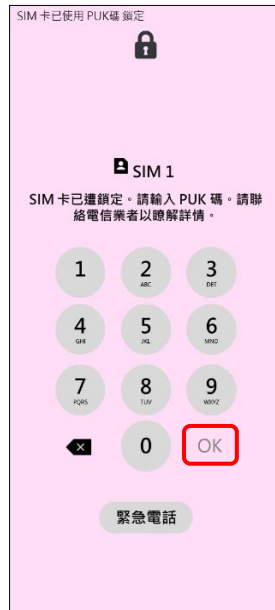 SIM 卡已使用 PUK碼 鎖定
SIM 1
SIM 卡已遭鎖定。請輸入 PUK 碼。請聯
絡電信業者以瞭解詳情。
1 2 3
ABC DEF
4 5 6
GHI JKL MNO
7 8 9
PQRS TUV WXYZ
0 OK
緊急電話